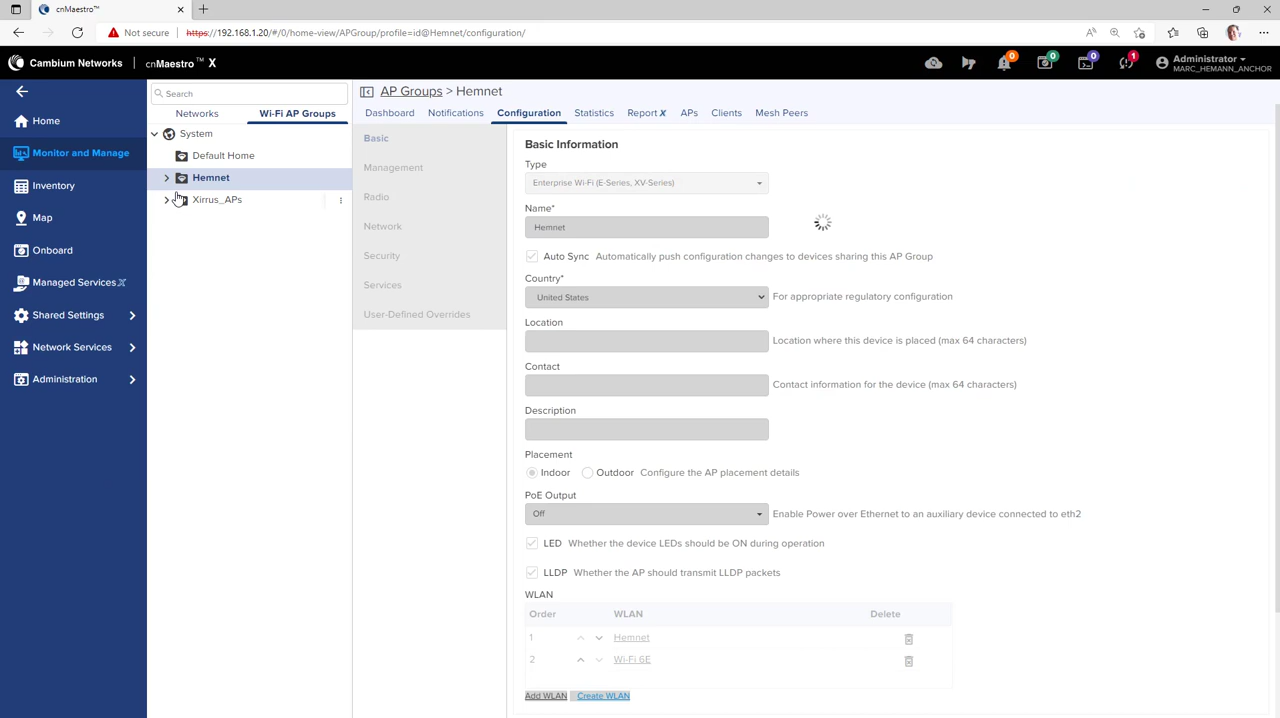 cnMaestro
Not secure https://192.168.1.20/#/0/home-view/APGroup/profile=id@Hemnet/configuration/
Cambium Networks™ cnMaestro™ X
0 0 0 1
Administrator
MARC_HEMANN_ANCHOR
Search
Networks Wi-Fi AP Groups
System
Default Home
Hemnet
Xirrus_APs
Home
Monitor and Manage
Inventory
Map
Onboard
Managed Services X
Shared Settings
Network Services
Administration
AP Groups > Hemnet
Dashboard Notifications Configuration Statistics Report X APs Clients Mesh Peers
Basic
Management
Radio
Network
Security
Services
User-Defined Overrides
Basic Information
Type
Enterprise Wi-Fi (E-Series, XV-Series)
Name*
Hemnet
Auto Sync Automatically push configuration changes to devices sharing this AP Group
Country*
United States For appropriate regulatory configuration
Location
Location where this device is placed (max 64 characters)
Contact
Contact information for the device (max 64 characters)
Description
Placement
Indoor Outdoor Configure the AP placement details
PoE Output
Off Enable Power over Ethernet to an auxiliary device connected to eth2
LED Whether the device LEDs should be ON during operation
LLDP Whether the AP should transmit LLDP packets
WLAN
Order WLAN Delete
1 Hemnet
2 Wi-Fi 6E
Add WLAN Create WLAN